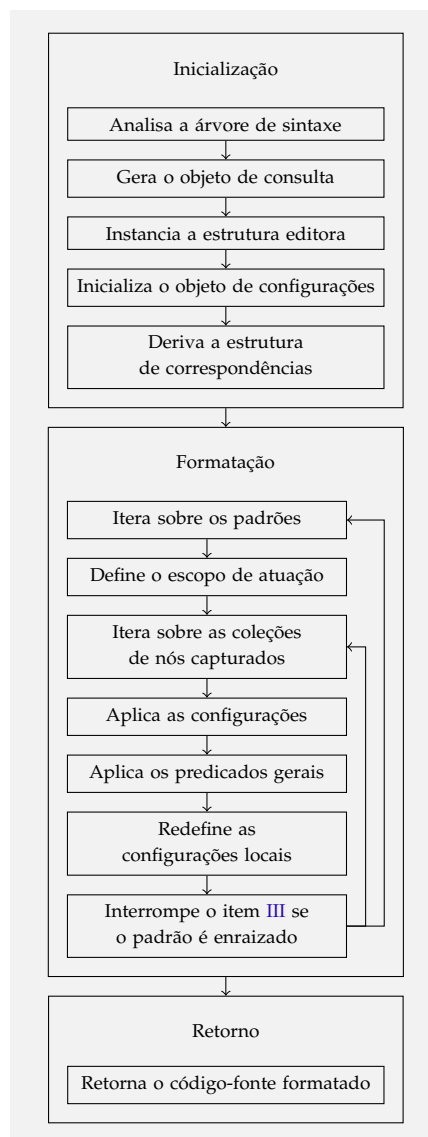 Inicialização
Analisa a árvore de sintaxe
Gera o objeto de consulta
Instancia a estrutura editora
Inicializa o objeto de configurações
Deriva a estrutura
de correspondências
Formatação
Itera sobre os padrões
Define o escopo de atuação
Itera sobre as coleções
de nós capturados
Aplica as configurações
Aplica os predicados gerais
Redefine as
configurações locais
Interrompe o item III se
o padrão é enraizado
Retorno
Retorna o código-fonte formatado